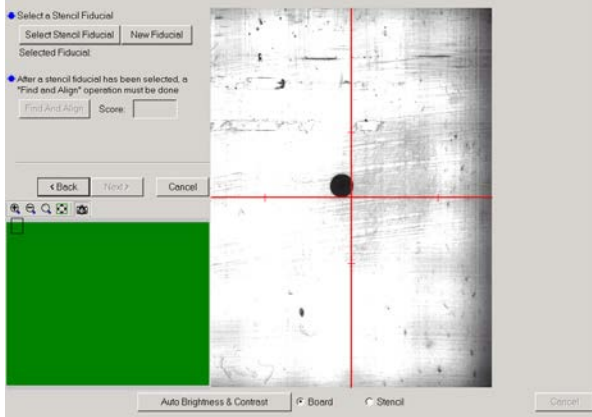 Select a Stencil Fiducial
Select Stencil Fiducial New Fiducial
Selected Fiducial:
After a stencil fiducial has been selected, a
"Find and Align" operation must be done
Find And Align Score:
< Back Next > Cancel
Auto Brightness & Contrast Board Stencil Cancel